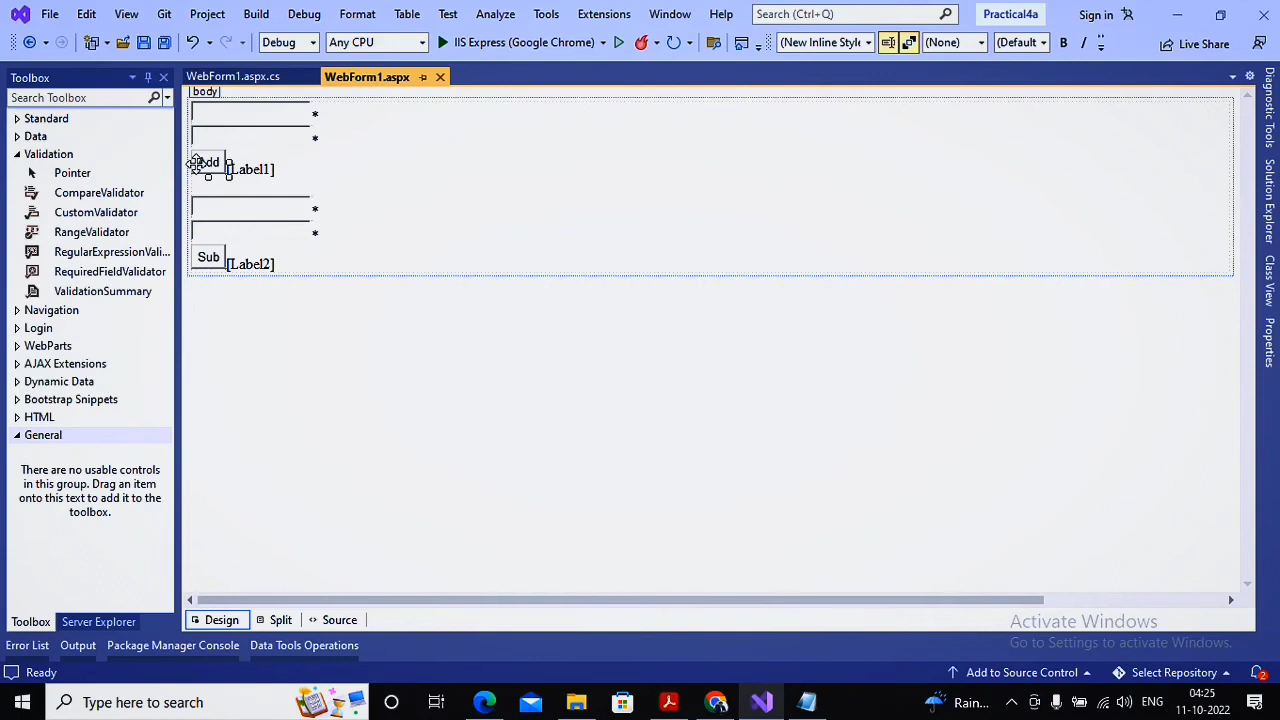 File Edit View Git Project Build Debug Format Table Test Analyze Tools Extensions Window Help Search (Ctrl+Q) Practical4a Sign in
Debug Any CPU IIS Express (Google Chrome) (New Inline Style (None) (Default) B I Live Share
Toolbox
WebForm1.aspx.cs WebForm1.aspx
Search Toolbox
body
Standard
Data
Validation
Pointer
CompareValidator
CustomValidator
RangeValidator
RegularExpressionVali...
RequiredFieldValidator
ValidationSummary
Navigation
Login
WebParts
AJAX Extensions
Dynamic Data
Bootstrap Snippets
HTML
General
There are no usable controls
in this group. Drag an item
onto this text to add it to the
toolbox.
*
*
Add [Label1]
*
*
Sub [Label2]
Diagnostic Tools
Solution Explorer
Class View
Properties
Toolbox Server Explorer
Design Split Source
Activate Windows
Go to Settings to activate Windows.
Error List Output Package Manager Console Data Tools Operations
Ready Add to Source Control Select Repository 2
Type here to search Rain... ENG 04:25
11-10-2022 2